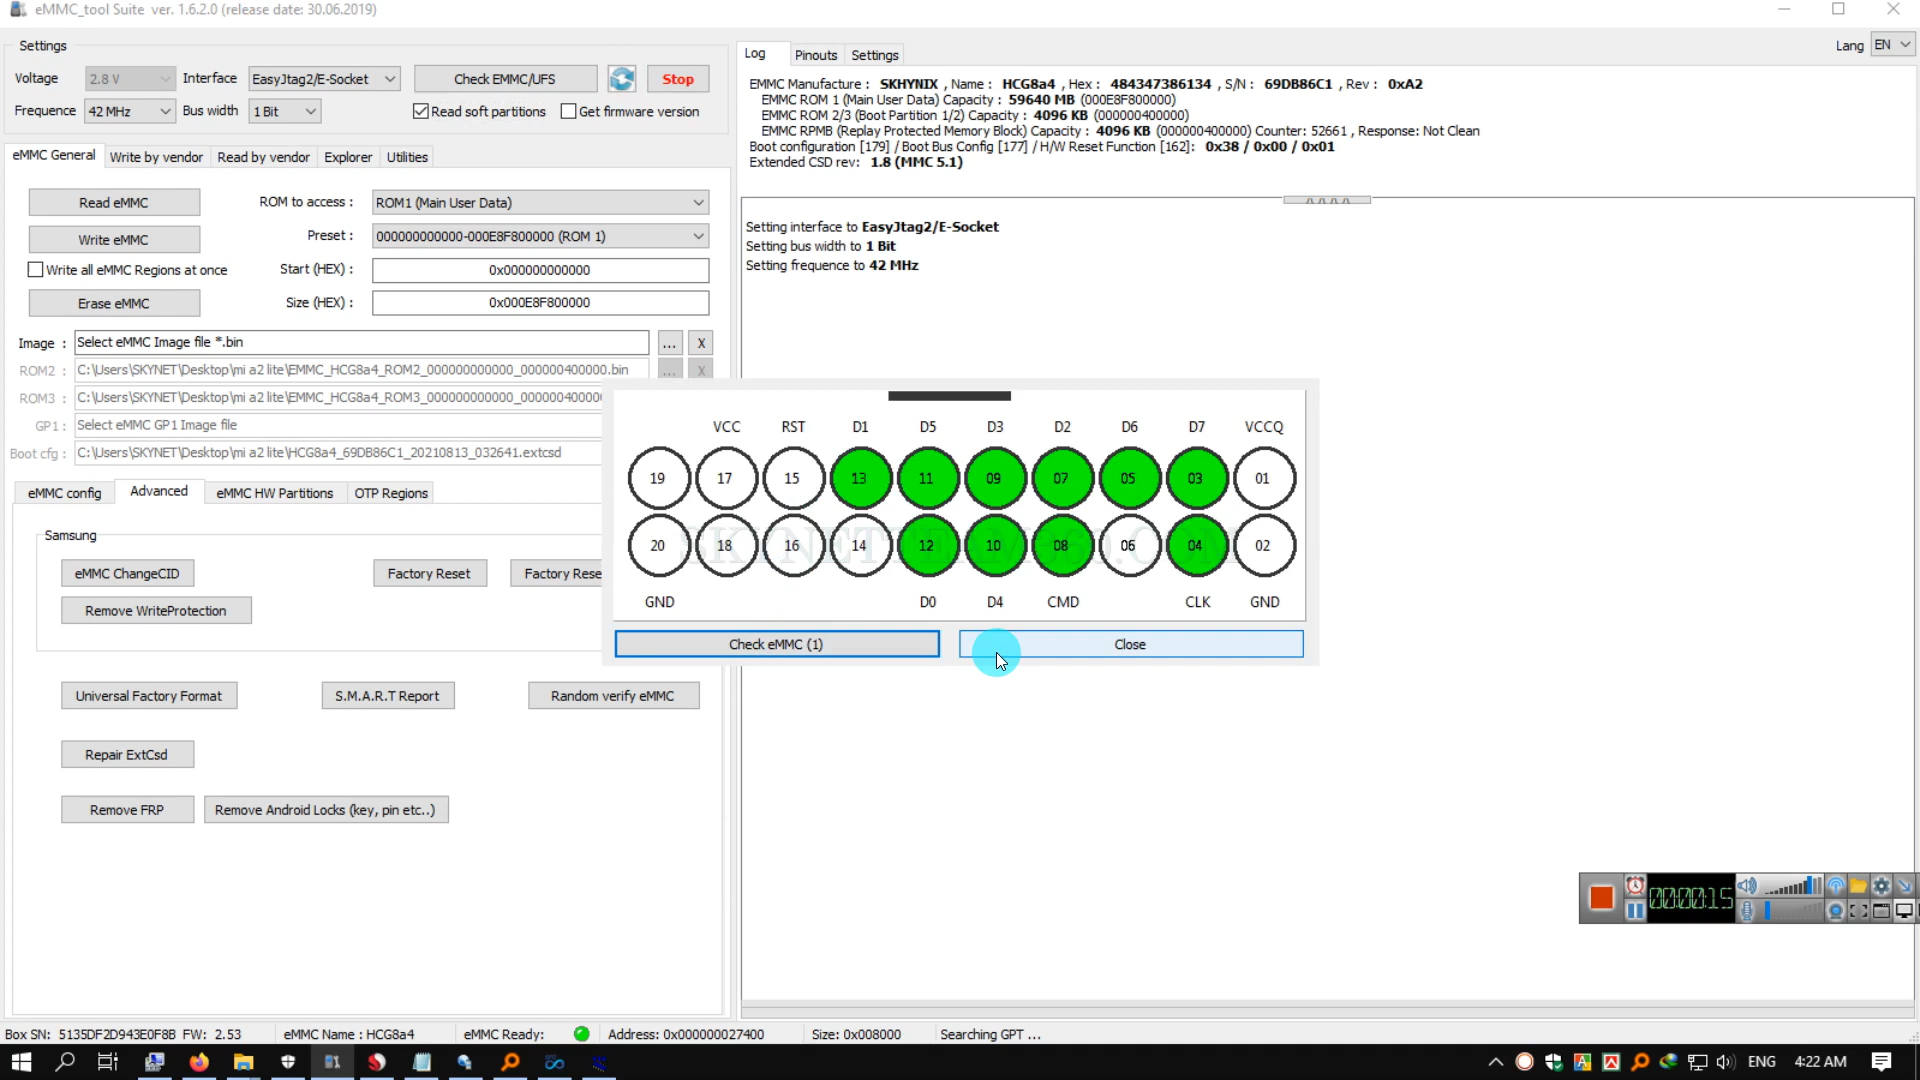 eMMC_tool Suite ver. 1.6.2.0 (release date: 30.06.2019)
Settings
Voltage 2.8 V Interface EasyJtag2/E-Socket Check EMMC/UFS Stop
Frequence 42 MHz Bus width 1 Bit Read soft partitions Get firmware version
eMMC General Write by vendor Read by vendor Explorer Utilities
Read eMMC ROM to access : ROM1 (Main User Data)
Write eMMC Preset : 000000000000-000E8F800000 (ROM 1)
Write all eMMC Regions at once Start (HEX) : 0x000000000000
Erase eMMC Size (HEX) : 0x000E8F800000
Image : Select eMMC Image file *.bin ... X
ROM2 : C:\Users\SKYNET\Desktop\mi a2 lite\EMMC_HCG8a4_ROM2_000000000000_000000400000.bin ... X
ROM3 : C:\Users\SKYNET\Desktop\mi a2 lite\EMMC_HCG8a4_ROM3_000000000000_00000040000
GP1 : Select eMMC GP1 Image file
Boot cfg : C:\Users\SKYNET\Desktop\mi a2 lite\HCG8a4_69DB86C1_20210813_032641.extcsd
eMMC config Advanced eMMC HW Partitions OTP Regions
Samsung
eMMC ChangeCID Factory Reset Factory Rese
Remove WriteProtection
Universal Factory Format S.M.A.R.T Report Random verify eMMC
Repair ExtCsd
Remove FRP Remove Android Locks (key, pin etc..)
Log Pinouts Settings
Lang EN
EMMC Manufacture : SKHYNIX , Name : HCG8a4 , Hex : 484347386134 , S/N : 69DB86C1 , Rev : 0xA2
EMMC ROM 1 (Main User Data) Capacity : 59640 MB (000E8F800000)
EMMC ROM 2/3 (Boot Partition 1/2) Capacity : 4096 KB (000000400000)
EMMC RPMB (Replay Protected Memory Block) Capacity : 4096 KB (000000400000) Counter: 52661 , Response: Not Clean
Boot configuration [179] / Boot Bus Config [177] / H/W Reset Function [162]: 0x38 / 0x00 / 0x01
Extended CSD rev: 1.8 (MMC 5.1)
Setting interface to EasyJtag2/E-Socket
Setting bus width to 1 Bit
Setting frequence to 42 MHz
VCC RST D1 D5 D3 D2 D6 D7 VCCQ
19 17 15 13 11 09 07 05 03 01
SKYNETTEAM360.COM
20 18 16 14 12 10 08 06 04 02
GND D0 D4 CMD CLK GND
Check eMMC (1) Close
00:00:15
Box SN: 5135DF2D943E0F8B FW: 2.53 eMMC Name : HCG8a4 eMMC Ready: Address: 0x000000027400 Size: 0x008000 Searching GPT ...
ENG 4:22 AM